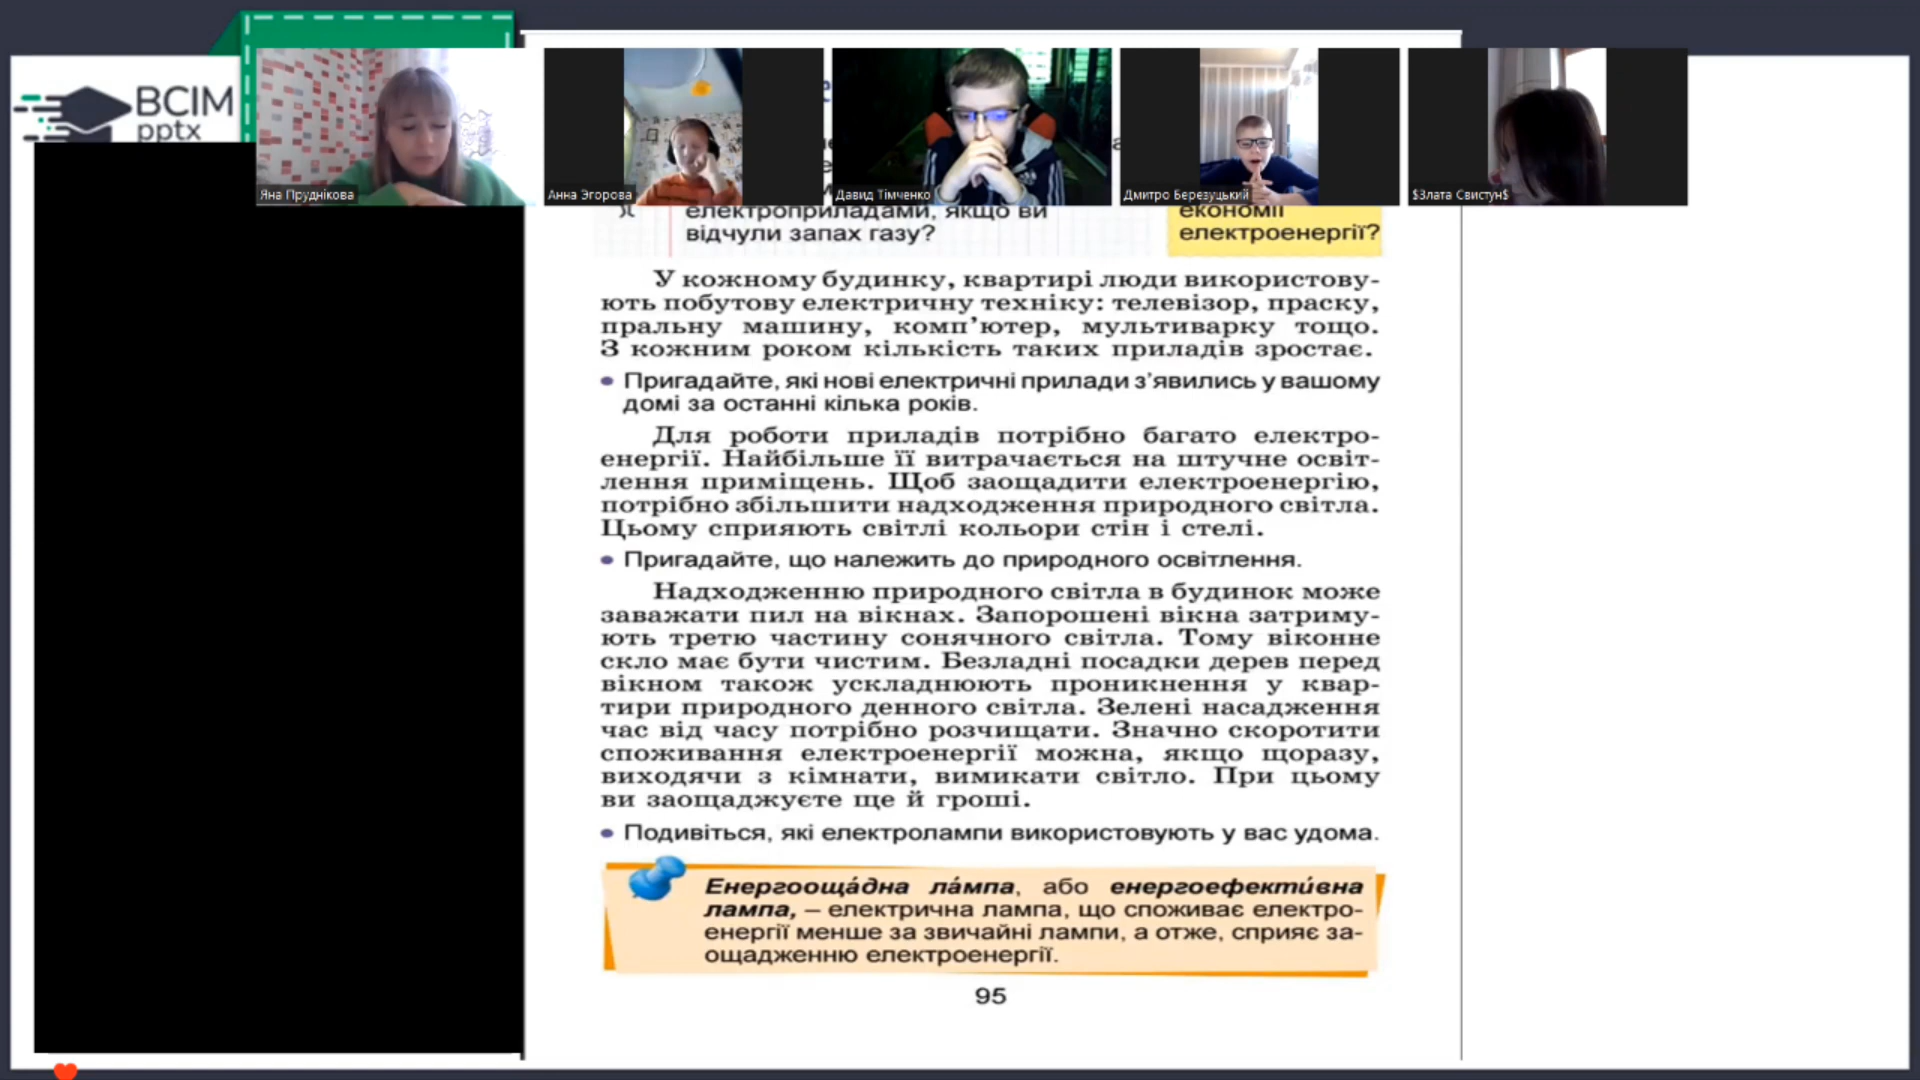 ВСІМ
pptx
Яна Пруднікова
Анна Эгорова
Давид Тімченко
Дмитро Березуцький
$Злата Свистун$
електроприладами, якщо ви
відчули запах газу?
економії
електроенергії?
У кожному будинку, квартирі люди використову-
ють побутову електричну техніку: телевізор, праску,
пральну машину, комп’ютер, мультиварку тощо.
З кожним роком кількість таких приладів зростає.
• Пригадайте, які нові електричні прилади з’явились у вашому
домі за останні кілька років.
Для роботи приладів потрібно багато електро-
енергії. Найбільше її витрачається на штучне освіт-
лення приміщень. Щоб заощадити електроенергію,
потрібно збільшити надходження природного світла.
Цьому сприяють світлі кольори стін і стелі.
• Пригадайте, що належить до природного освітлення.
Надходженню природного світла в будинок може
заважати пил на вікнах. Запорошені вікна затриму-
ють третю частину сонячного світла. Тому віконне
скло має бути чистим. Безладні посадки дерев перед
вікном також ускладнюють проникнення у квар-
тири природного денного світла. Зелені насадження
час від часу потрібно розчищати. Значно скоротити
споживання електроенергії можна, якщо щоразу,
виходячи з кімнати, вимикати світло. При цьому
ви заощаджуєте ще й гроші.
• Подивіться, які електролампи використовують у вас удома.
Енергооща́дна ла́мпа, або енергоефекти́вна
лампа, – електрична лампа, що споживає електро-
енергії менше за звичайні лампи, а отже, сприяє за-
ощадженню електроенергії.
95